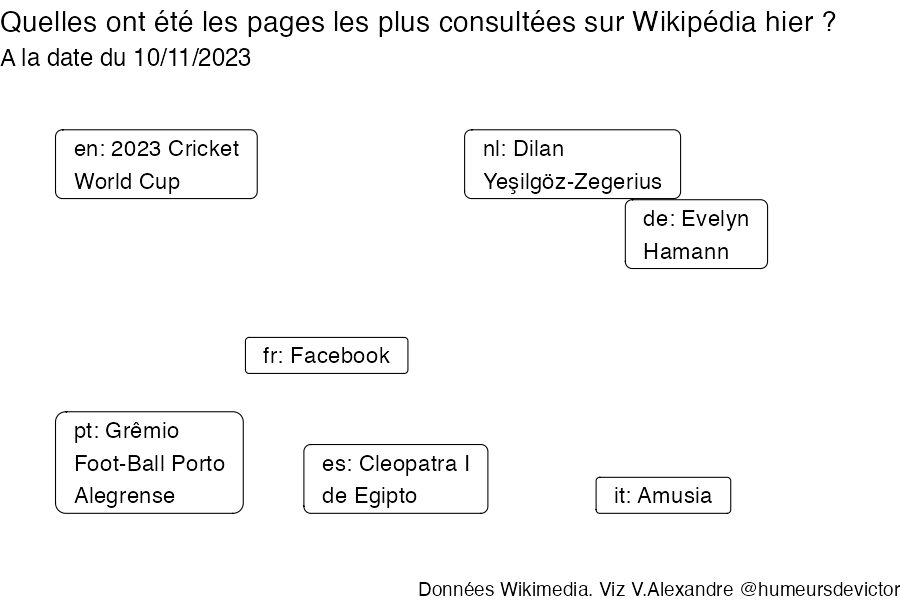 Quelles ont été les pages les plus consultées sur Wikipédia hier ?
A la date du 10/11/2023
en: 2023 Cricket
World Cup
nl: Dilan
Yeşilgöz-Zegerius
de: Evelyn
Hamann
fr: Facebook
pt: Grêmio
Foot-Ball Porto
Alegrense
es: Cleopatra I
de Egipto
it: Amusia
Données Wikimedia. Viz V.Alexandre @humeursdevictor